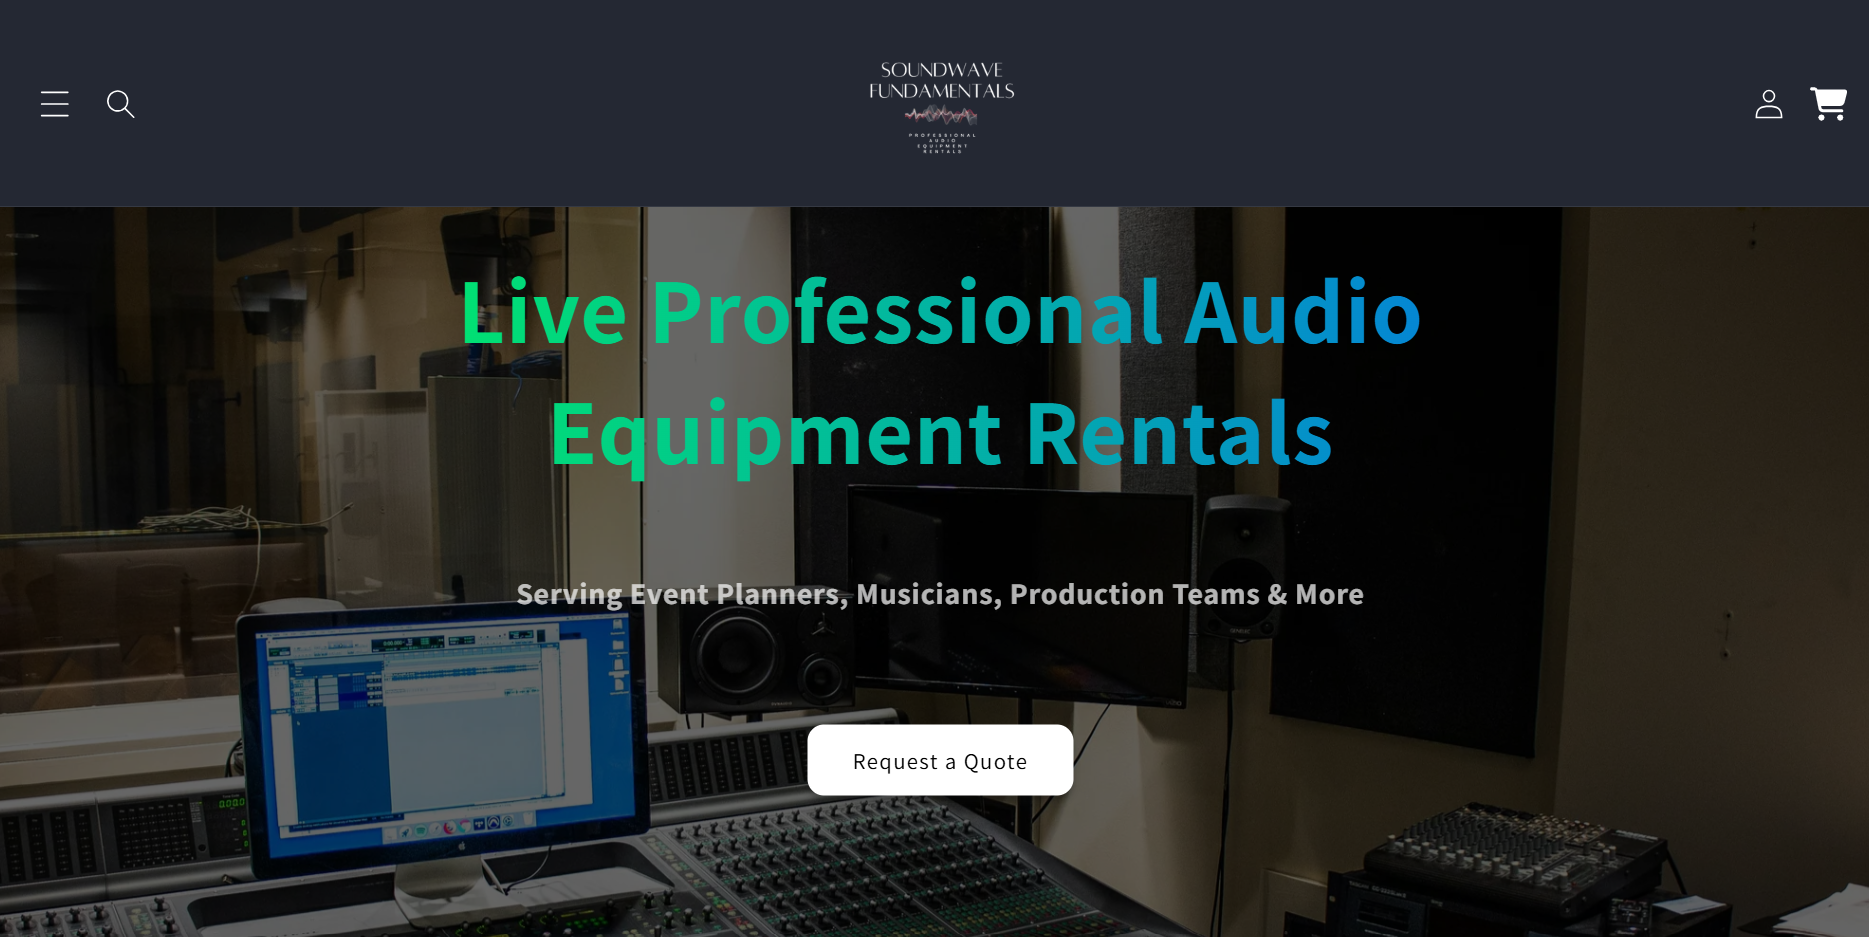 SOUNDWAVE
FUNDAMENTALS
PROFESSIONAL
AUDIO
EQUIPMENT
RENTALS
Live Professional Audio
Equipment Rentals
Serving Event Planners, Musicians, Production Teams & More
Request a Quote